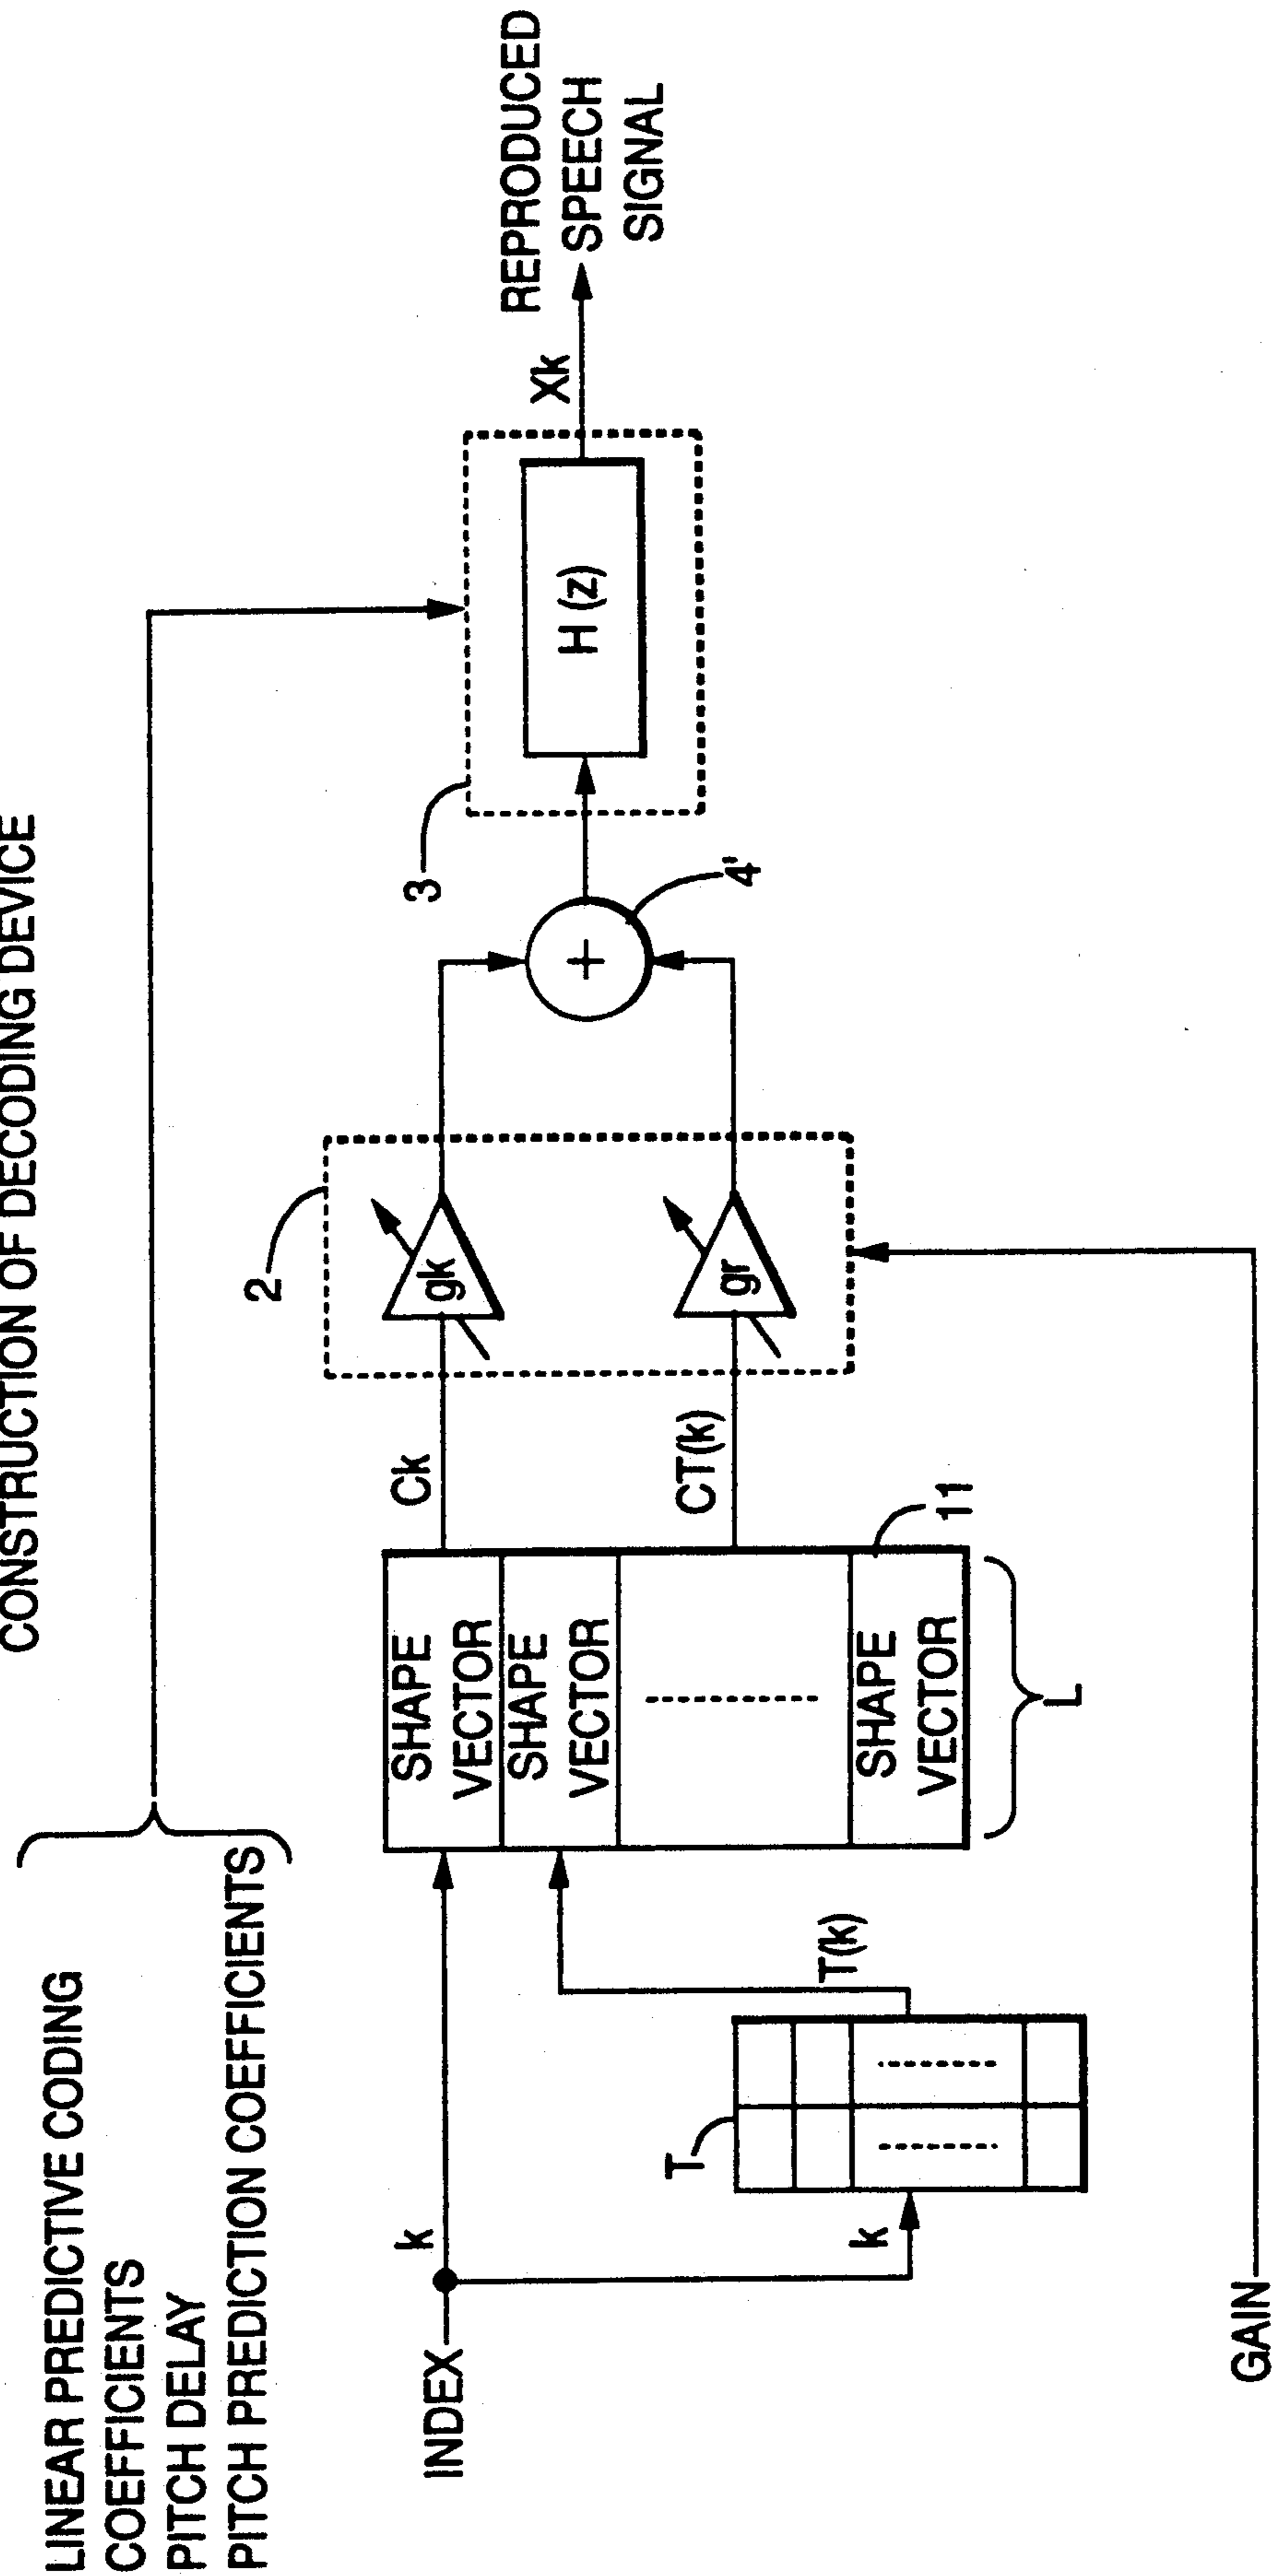 CONSTRUCTION OF DECODING DEVICE
LINEAR PREDICTIVE CODING
COEFFICIENTS
PITCH DELAY
PITCH PREDICTION COEFFICIENTS
INDEX
k
k
T
T(k)
SHAPE
VECTOR
SHAPE
VECTOR
SHAPE
VECTOR
L
11
Ck
CT(k)
2
gk
gr
GAIN
+
4'
3
H (z)
Xk
REPRODUCED
SPEECH
SIGNAL